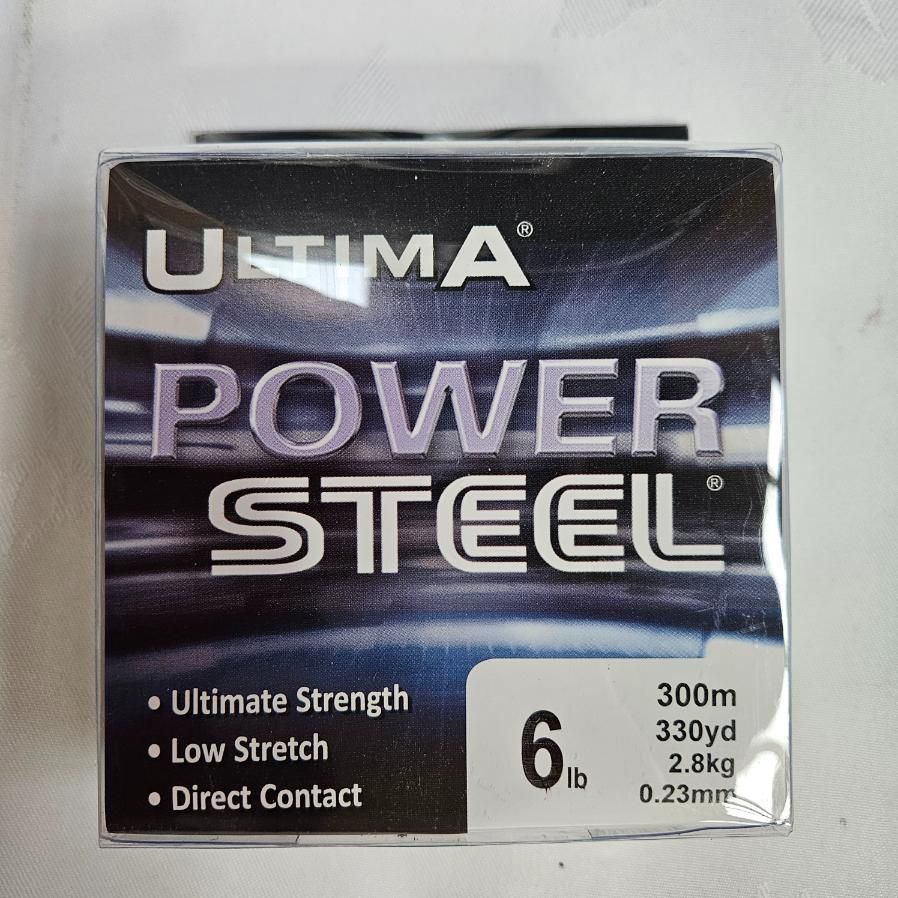 ULTIMA®
POWER
STEEL®
• Ultimate Strength
• Low Stretch
• Direct Contact
6lb
300m
330yd
2.8kg
0.23mm